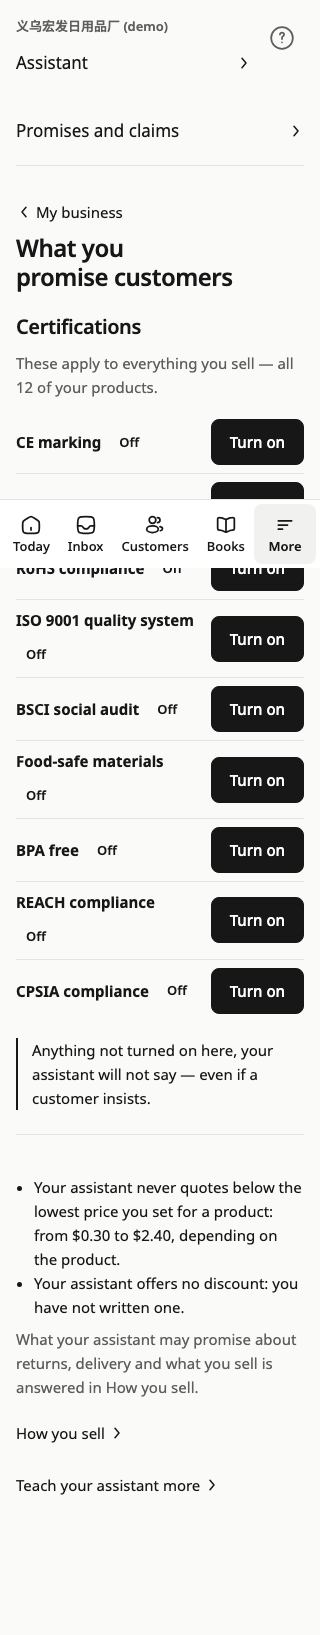 义乌宏发日用品厂 (demo)
Assistant
Promises and claims
My business
What you
promise customers
Certifications
These apply to everything you sell — all
12 of your products.
CE marking Off Turn on
Today Inbox Customers Books More
RoHS compliance Off Turn on
ISO 9001 quality system
Off Turn on
BSCI social audit Off Turn on
Food-safe materials
Off Turn on
BPA free Off Turn on
REACH compliance
Off Turn on
CPSIA compliance Off Turn on
Anything not turned on here, your
assistant will not say — even if a
customer insists.
• Your assistant never quotes below the
lowest price you set for a product:
from $0.30 to $2.40, depending on
the product.
• Your assistant offers no discount: you
have not written one.
What your assistant may promise about
returns, delivery and what you sell is
answered in How you sell.
How you sell
Teach your assistant more